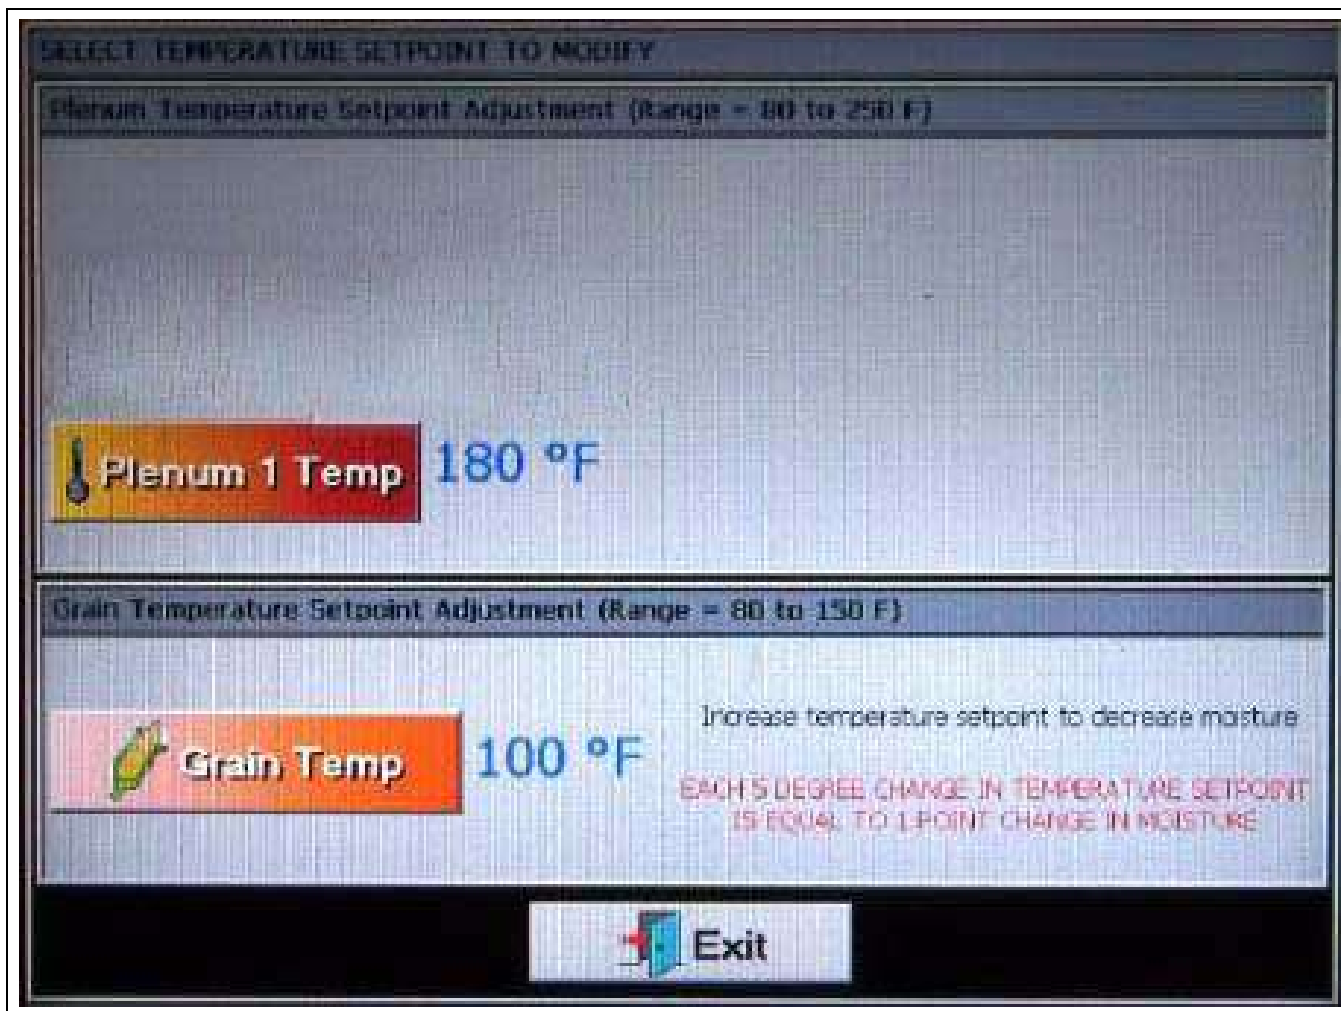 SELECT TEMPERATURE SETPOINT TO MODIFY
Plenum Temperature Setpoint Adjustment (Range = 80 to 250 F)
Plenum 1 Temp 180 °F
Grain Temperature Setpoint Adjustment (Range = 80 to 150 F)
Increase temperature setpoint to decrease moisture
Grain Temp 100 °F
EACH 5 DEGREE CHANGE IN TEMPERATURE SETPOINT
IS EQUAL TO 1 POINT CHANGE IN MOISTURE
Exit